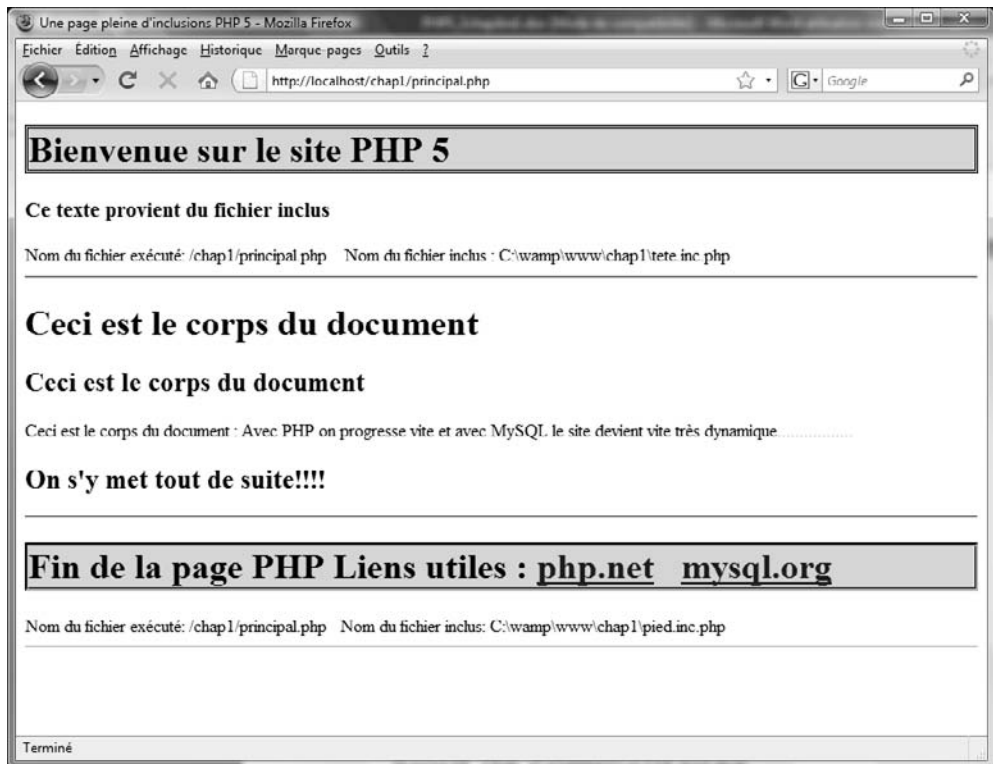 Une page pleine d'inclusions PHP 5 - Mozilla Firefox
Fichier Édition Affichage Historique Marque-pages Outils ?
http://localhost/chap1/principal.php
G Google
Bienvenue sur le site PHP 5
Ce texte provient du fichier inclus
Nom du fichier exécuté: /chap1/principal.php Nom du fichier inclus : C:\wamp\www\chap1\tete.inc.php
Ceci est le corps du document
Ceci est le corps du document
Ceci est le corps du document : Avec PHP on progresse vite et avec MySQL le site devient vite très dynamique..................
On s'y met tout de suite!!!!
Fin de la page PHP Liens utiles : php.net mysql.org
Nom du fichier exécuté: /chap1/principal.php Nom du fichier inclus: C:\wamp\www\chap1\pied.inc.php
Terminé